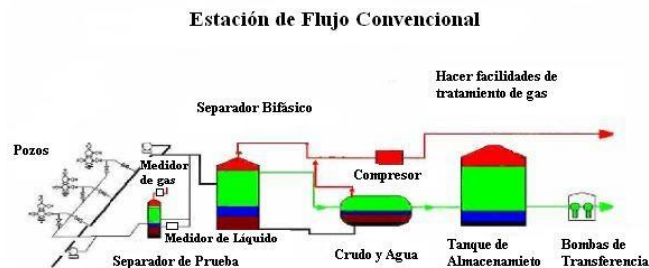 Estación de Flujo Convencional
Hacer facilidades de
tratamiento de gas
Separador Bifásico
Pozos
Medidor
de gas
Compresor
Medidor de Líquido
Separador de Prueba
Crudo y Agua
Tanque de
Almacenamieto
Bombas de
Transferencia